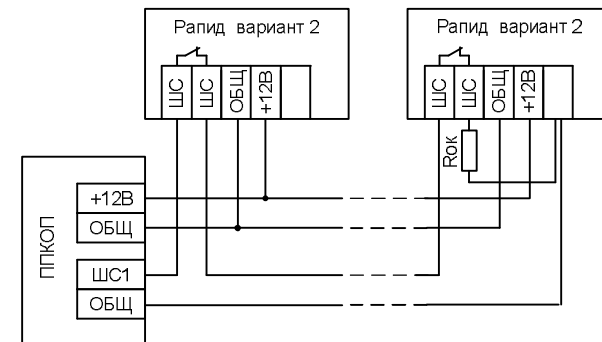 Рапид вариант 2
Рапид вариант 2
ШС
ШС
ОБЩ
+12В
ШС
ШС
ОБЩ
+12В
Rок
ППКОП
+12В
ОБЩ
ШС1
ОБЩ